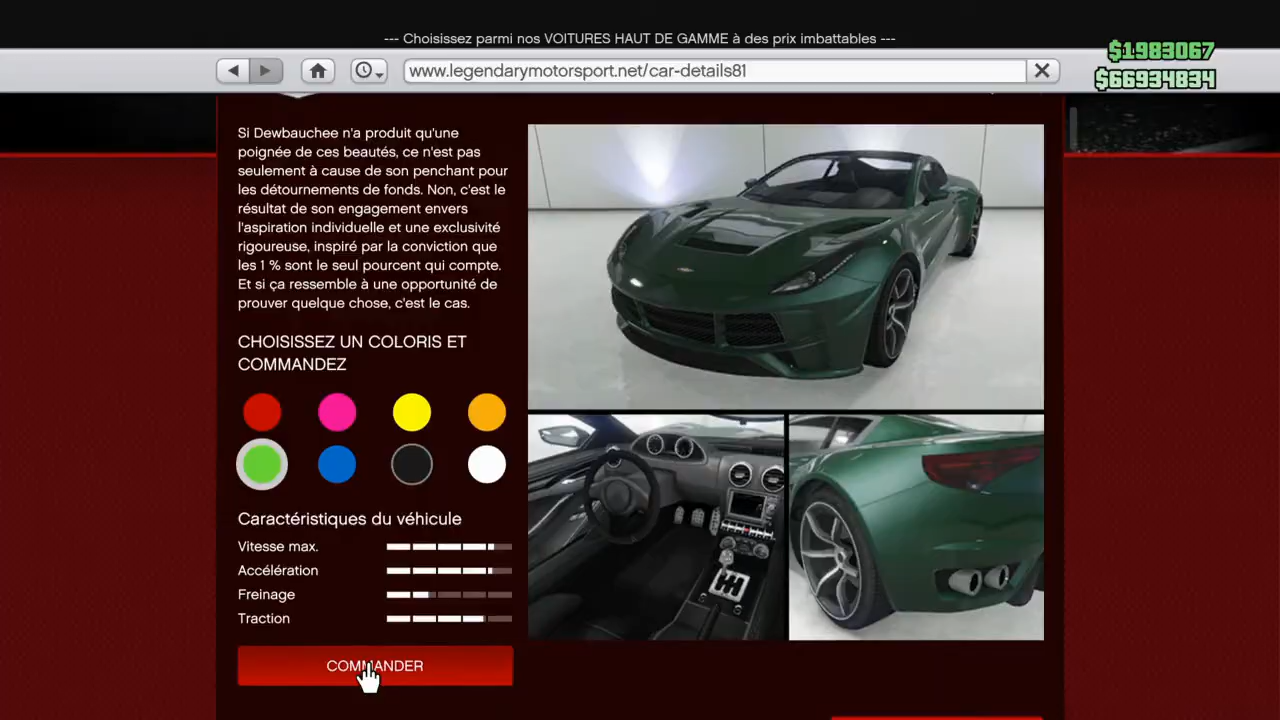 --- Choisissez parmi nos VOITURES HAUT DE GAMME à des prix imbattables ---
$1983067
www.legendarymotorsport.net/car-details81
$66934834
Si Dewbauchee n'a produit qu'une
poignée de ces beautés, ce n'est pas
seulement à cause de son penchant pour
les détournements de fonds. Non, c'est le
résultat de son engagement envers
l'aspiration individuelle et une exclusivité
rigoureuse, inspiré par la conviction que
les 1 % sont le seul pourcent qui compte.
Et si ça ressemble à une opportunité de
prouver quelque chose, c'est le cas.
CHOISISSEZ UN COLORIS ET
COMMANDEZ
Caractéristiques du véhicule
Vitesse max.
Accélération
Freinage
Traction
COMMANDER